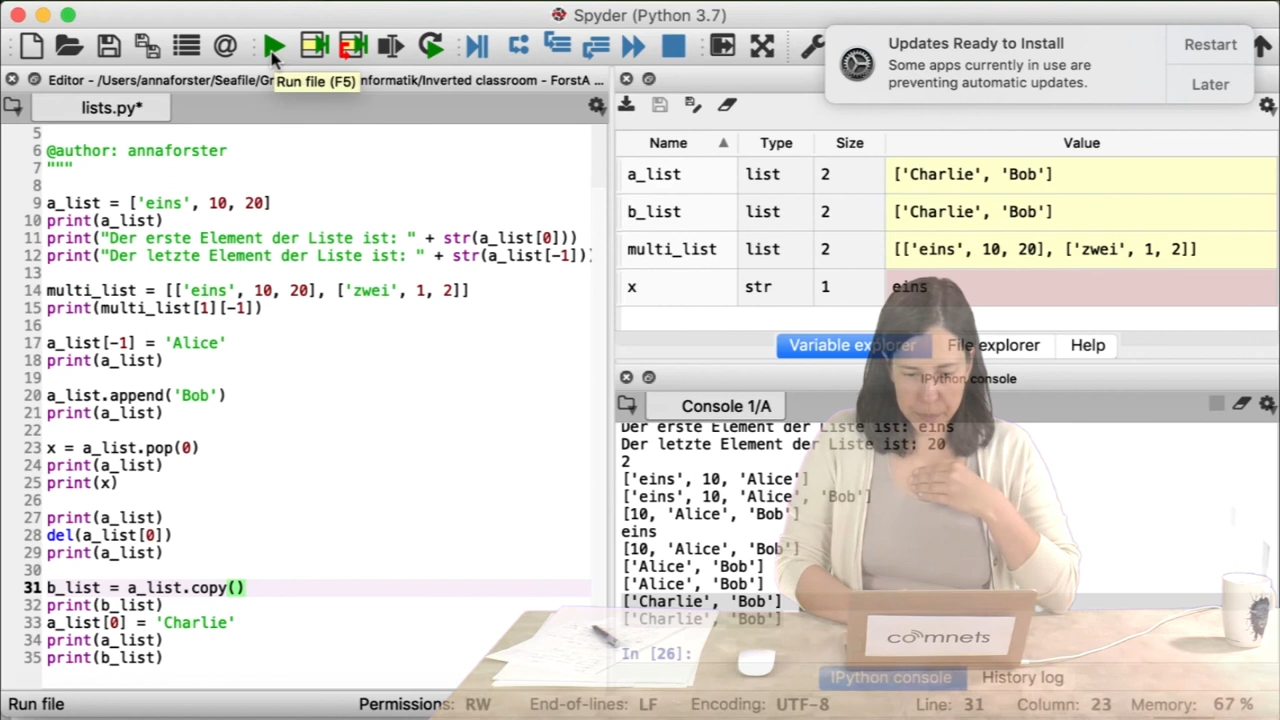 Spyder (Python 3.7)
Updates Ready to Install
Some apps currently in use are
preventing automatic updates.
Restart
Later
Editor - /Users/annaforster/Seafile/Gr
nformatik/Inverted classroom - ForstA ...
Run file (F5)
lists.py*
5
6 @author: annaforster
7 """
8
9 a_list = ['eins', 10, 20]
10 print(a_list)
11 print("Der erste Element der Liste ist: " + str(a_list[0]))
12 print("Der letzte Element der Liste ist: " + str(a_list[-1]))
13
14 multi_list = [['eins', 10, 20], ['zwei', 1, 2]]
15 print(multi_list[1][-1])
16
17 a_list[-1] = 'Alice'
18 print(a_list)
19
20 a_list.append('Bob')
21 print(a_list)
22
23 x = a_list.pop(0)
24 print(a_list)
25 print(x)
26
27 print(a_list)
28 del(a_list[0])
29 print(a_list)
30
31 b_list = a_list.copy()
32 print(b_list)
33 a_list[0] = 'Charlie'
34 print(a_list)
35 print(b_list)
Name Type Size Value
a_list list 2 ['Charlie', 'Bob']
b_list list 2 ['Charlie', 'Bob']
multi_list list 2 [['eins', 10, 20], ['zwei', 1, 2]]
x str 1 eins
Variable explorer File explorer Help
IPython console
Console 1/A
Der erste Element der Liste ist: eins
Der letzte Element der Liste ist: 20
2
['eins', 10, 'Alice']
['eins', 10, 'Alice', 'Bob']
[10, 'Alice', 'Bob']
eins
[10, 'Alice', 'Bob']
['Alice', 'Bob']
['Alice', 'Bob']
['Charlie', 'Bob']
['Charlie', 'Bob']
In [26]:
comnets
IPython console History log
Run file Permissions: RW End-of-lines: LF Encoding: UTF-8 Line: 31 Column: 23 Memory: 67 %